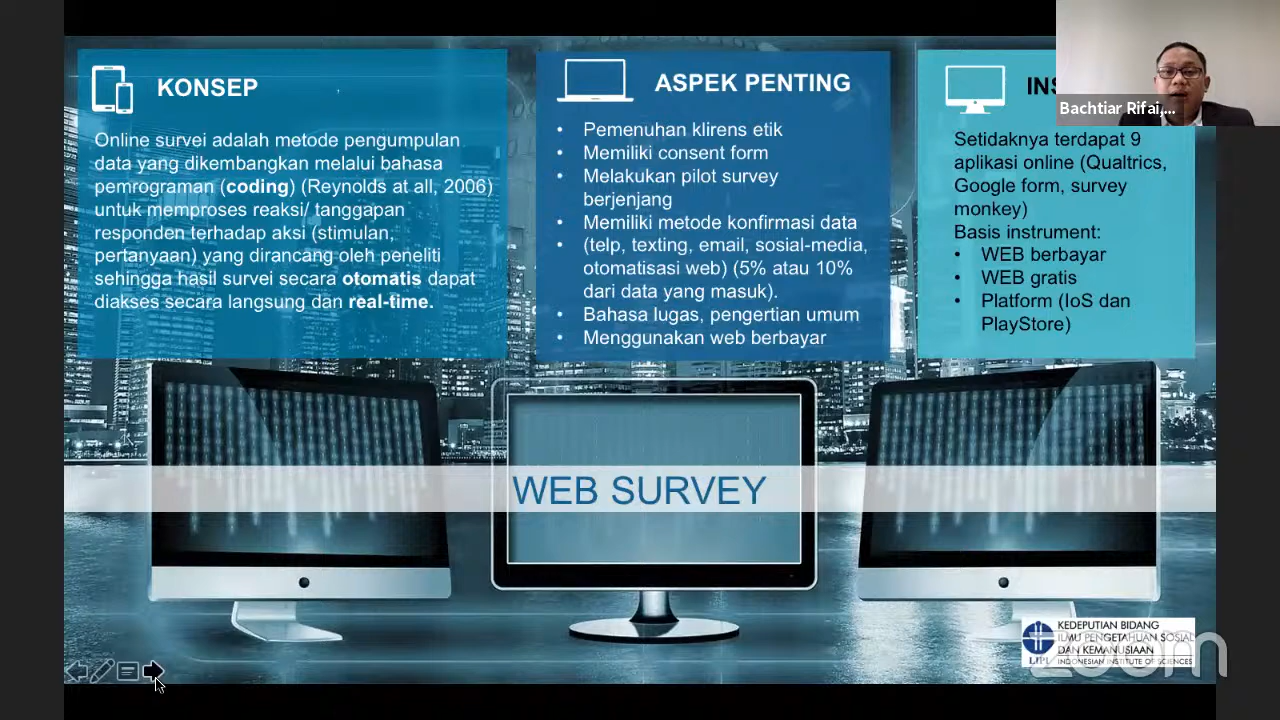 KONSEP
Online survei adalah metode pengumpulan
data yang dikembangkan melalui bahasa
pemrograman (coding) (Reynolds at all, 2006)
untuk memproses reaksi/ tanggapan
responden terhadap aksi (stimulan,
pertanyaan) yang dirancang oleh peneliti
sehingga hasil survei secara otomatis dapat
diakses secara langsung dan real-time.
ASPEK PENTING
• Pemenuhan klirens etik
• Memiliki consent form
• Melakukan pilot survey
berjenjang
• Memiliki metode konfirmasi data
• (telp, texting, email, sosial-media,
otomatisasi web) (5% atau 10%
dari data yang masuk).
• Bahasa lugas, pengertian umum
• Menggunakan web berbayar
Setidaknya terdapat 9
aplikasi online (Qualtrics,
Google form, survey
monkey)
Basis instrument:
• WEB berbayar
• WEB gratis
• Platform (IoS dan
PlayStore)
Bachtiar Rifai,...
WEB SURVEY
KEDEPUTIAN BIDANG
ILMU PENGETAHUAN SOSIAL
DAN KEMANUSIAAN
INDONESIAN INSTITUTE OF SCIENCES
LIPI
zoom